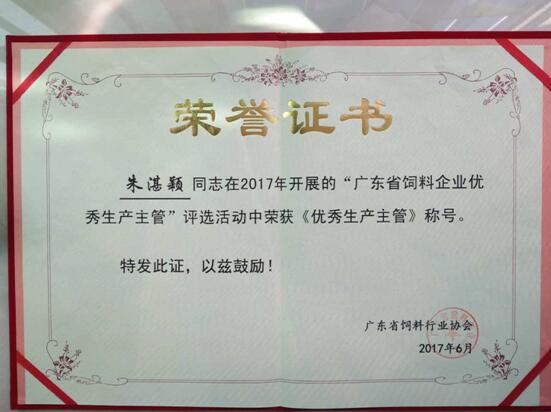 荣誉证书
朱湛颖同志在2017年开展的“广东省饲料企业优
秀生产主管”评选活动中荣获《优秀生产主管》称号。
特发此证，以兹鼓励！
广东省饲料行业协会
2017年6月